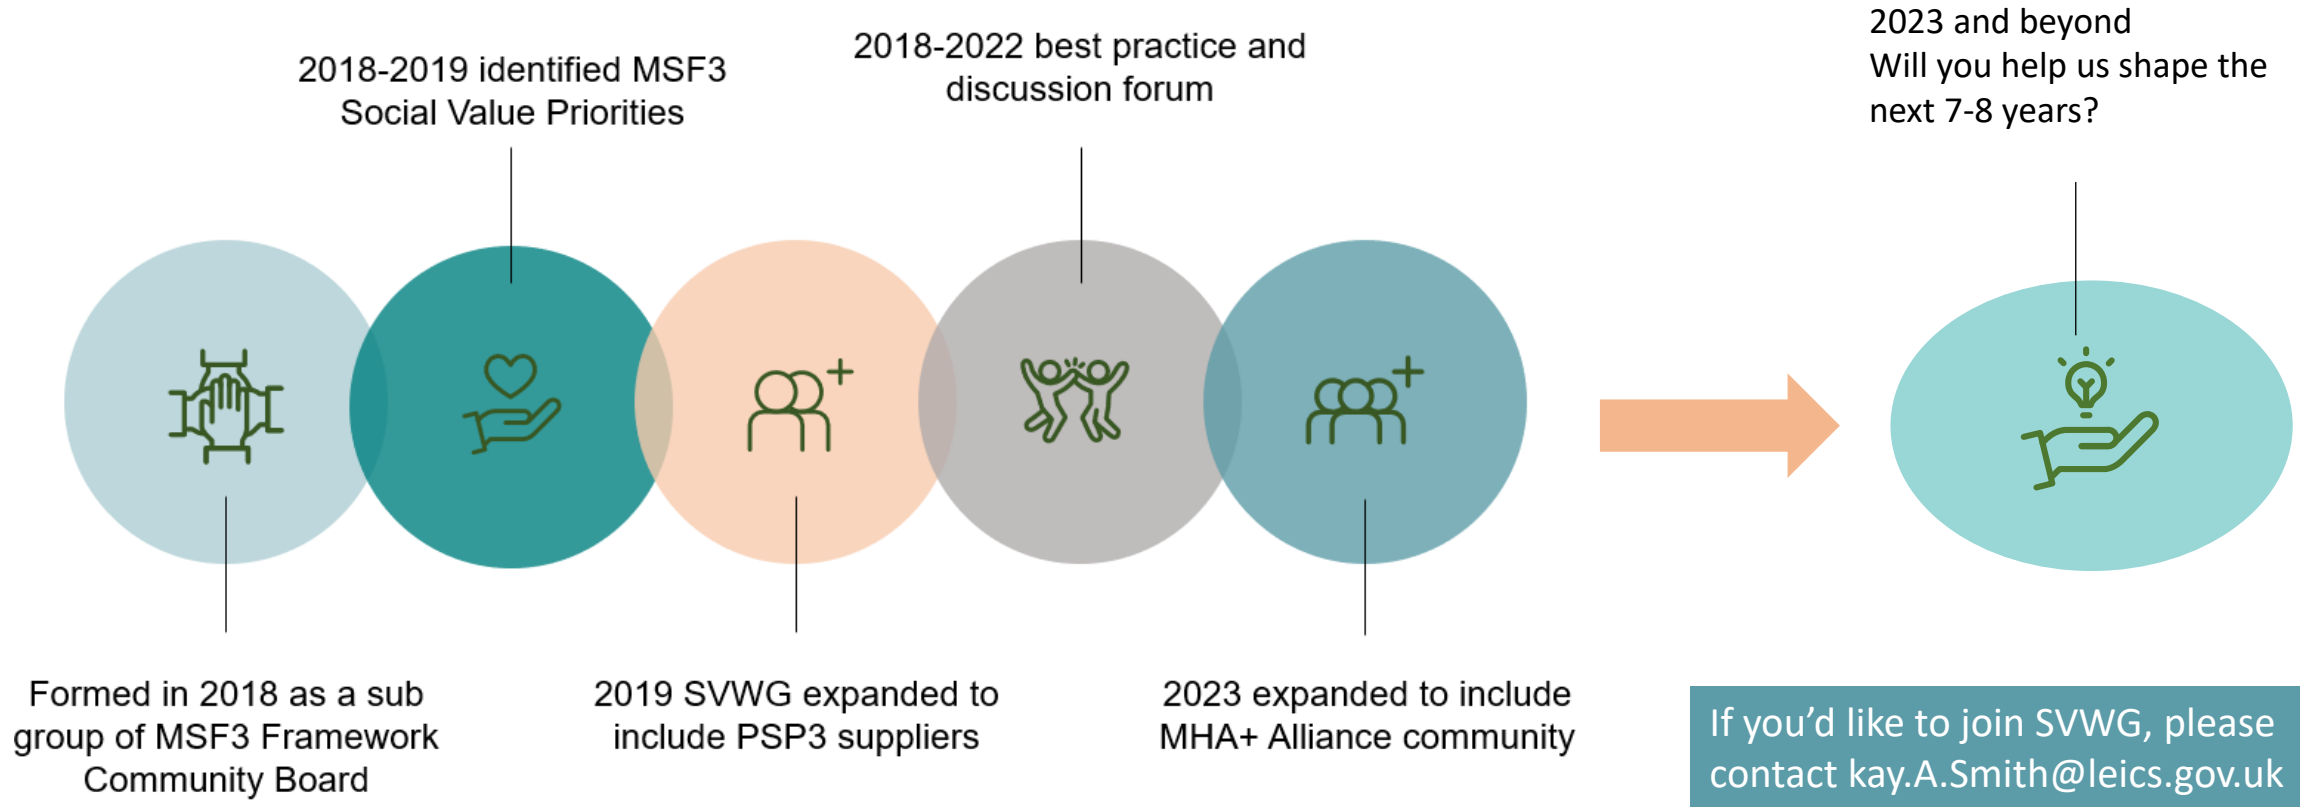 2018-2019 identified MSF3
Social Value Priorities
2018-2022 best practice and
discussion forum
2023 and beyond
Will you help us shape the
next 7-8 years?
Formed in 2018 as a sub
group of MSF3 Framework
Community Board
2019 SVWG expanded to
include PSP3 suppliers
2023 expanded to include
MHA+ Alliance community
If you’d like to join SVWG, please
contact kay.A.Smith@leics.gov.uk